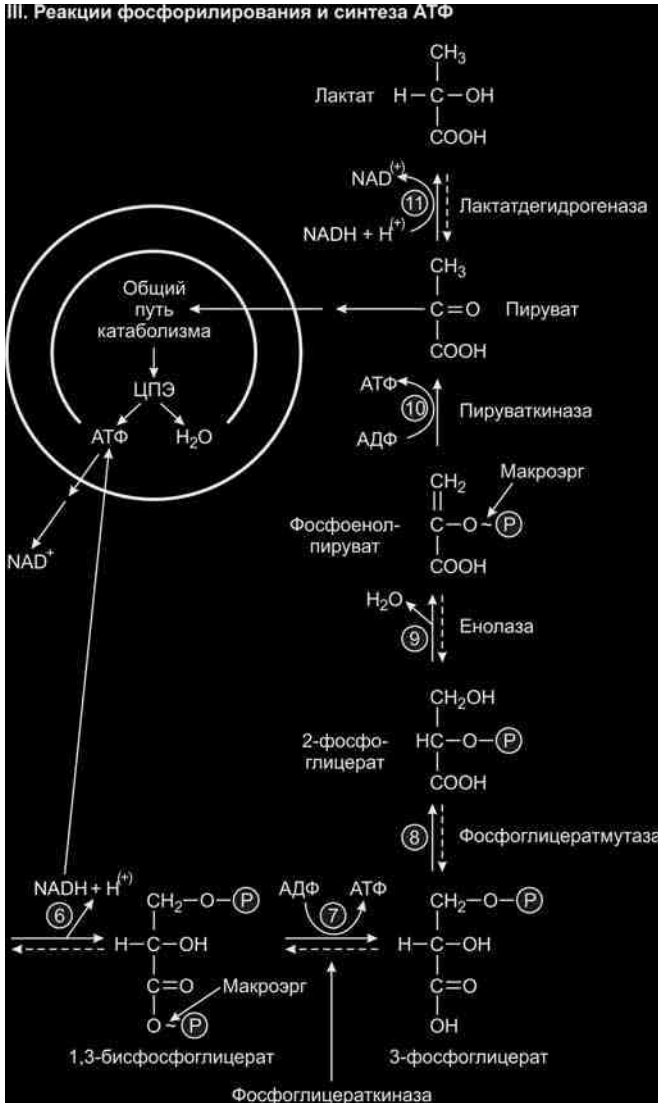 III. Реакции фосфорилирования и синтеза АТФ
CH₃
Лактат H–C–OH
COOH
NAD⁽⁺⁾
11
Лактатдегидрогеназа
NADH + H⁽⁺⁾
CH₃
C=O Пируват
COOH
Общий
путь
катаболизма
ЦПЭ
АТФ H₂O
NAD⁺
АТФ
10
Пируваткиназа
АДФ
Макроэрг
CH₂
Фосфоенол-
пируват
C–O~P
COOH
H₂O
Енолаза
9
CH₂OH
2-фосфо-
глицерат
HC–O–P
COOH
8 Фосфоглицератмутаза
NADH + H⁽⁺⁾
6
CH₂–O–P
H–C–OH
C=O
Макроэрг
O~P
1,3-бисфосфоглицерат
АДФ АТФ
7
CH₂–O–P
H–C–OH
C=O
OH
3-фосфоглицерат
Фосфоглицераткиназа